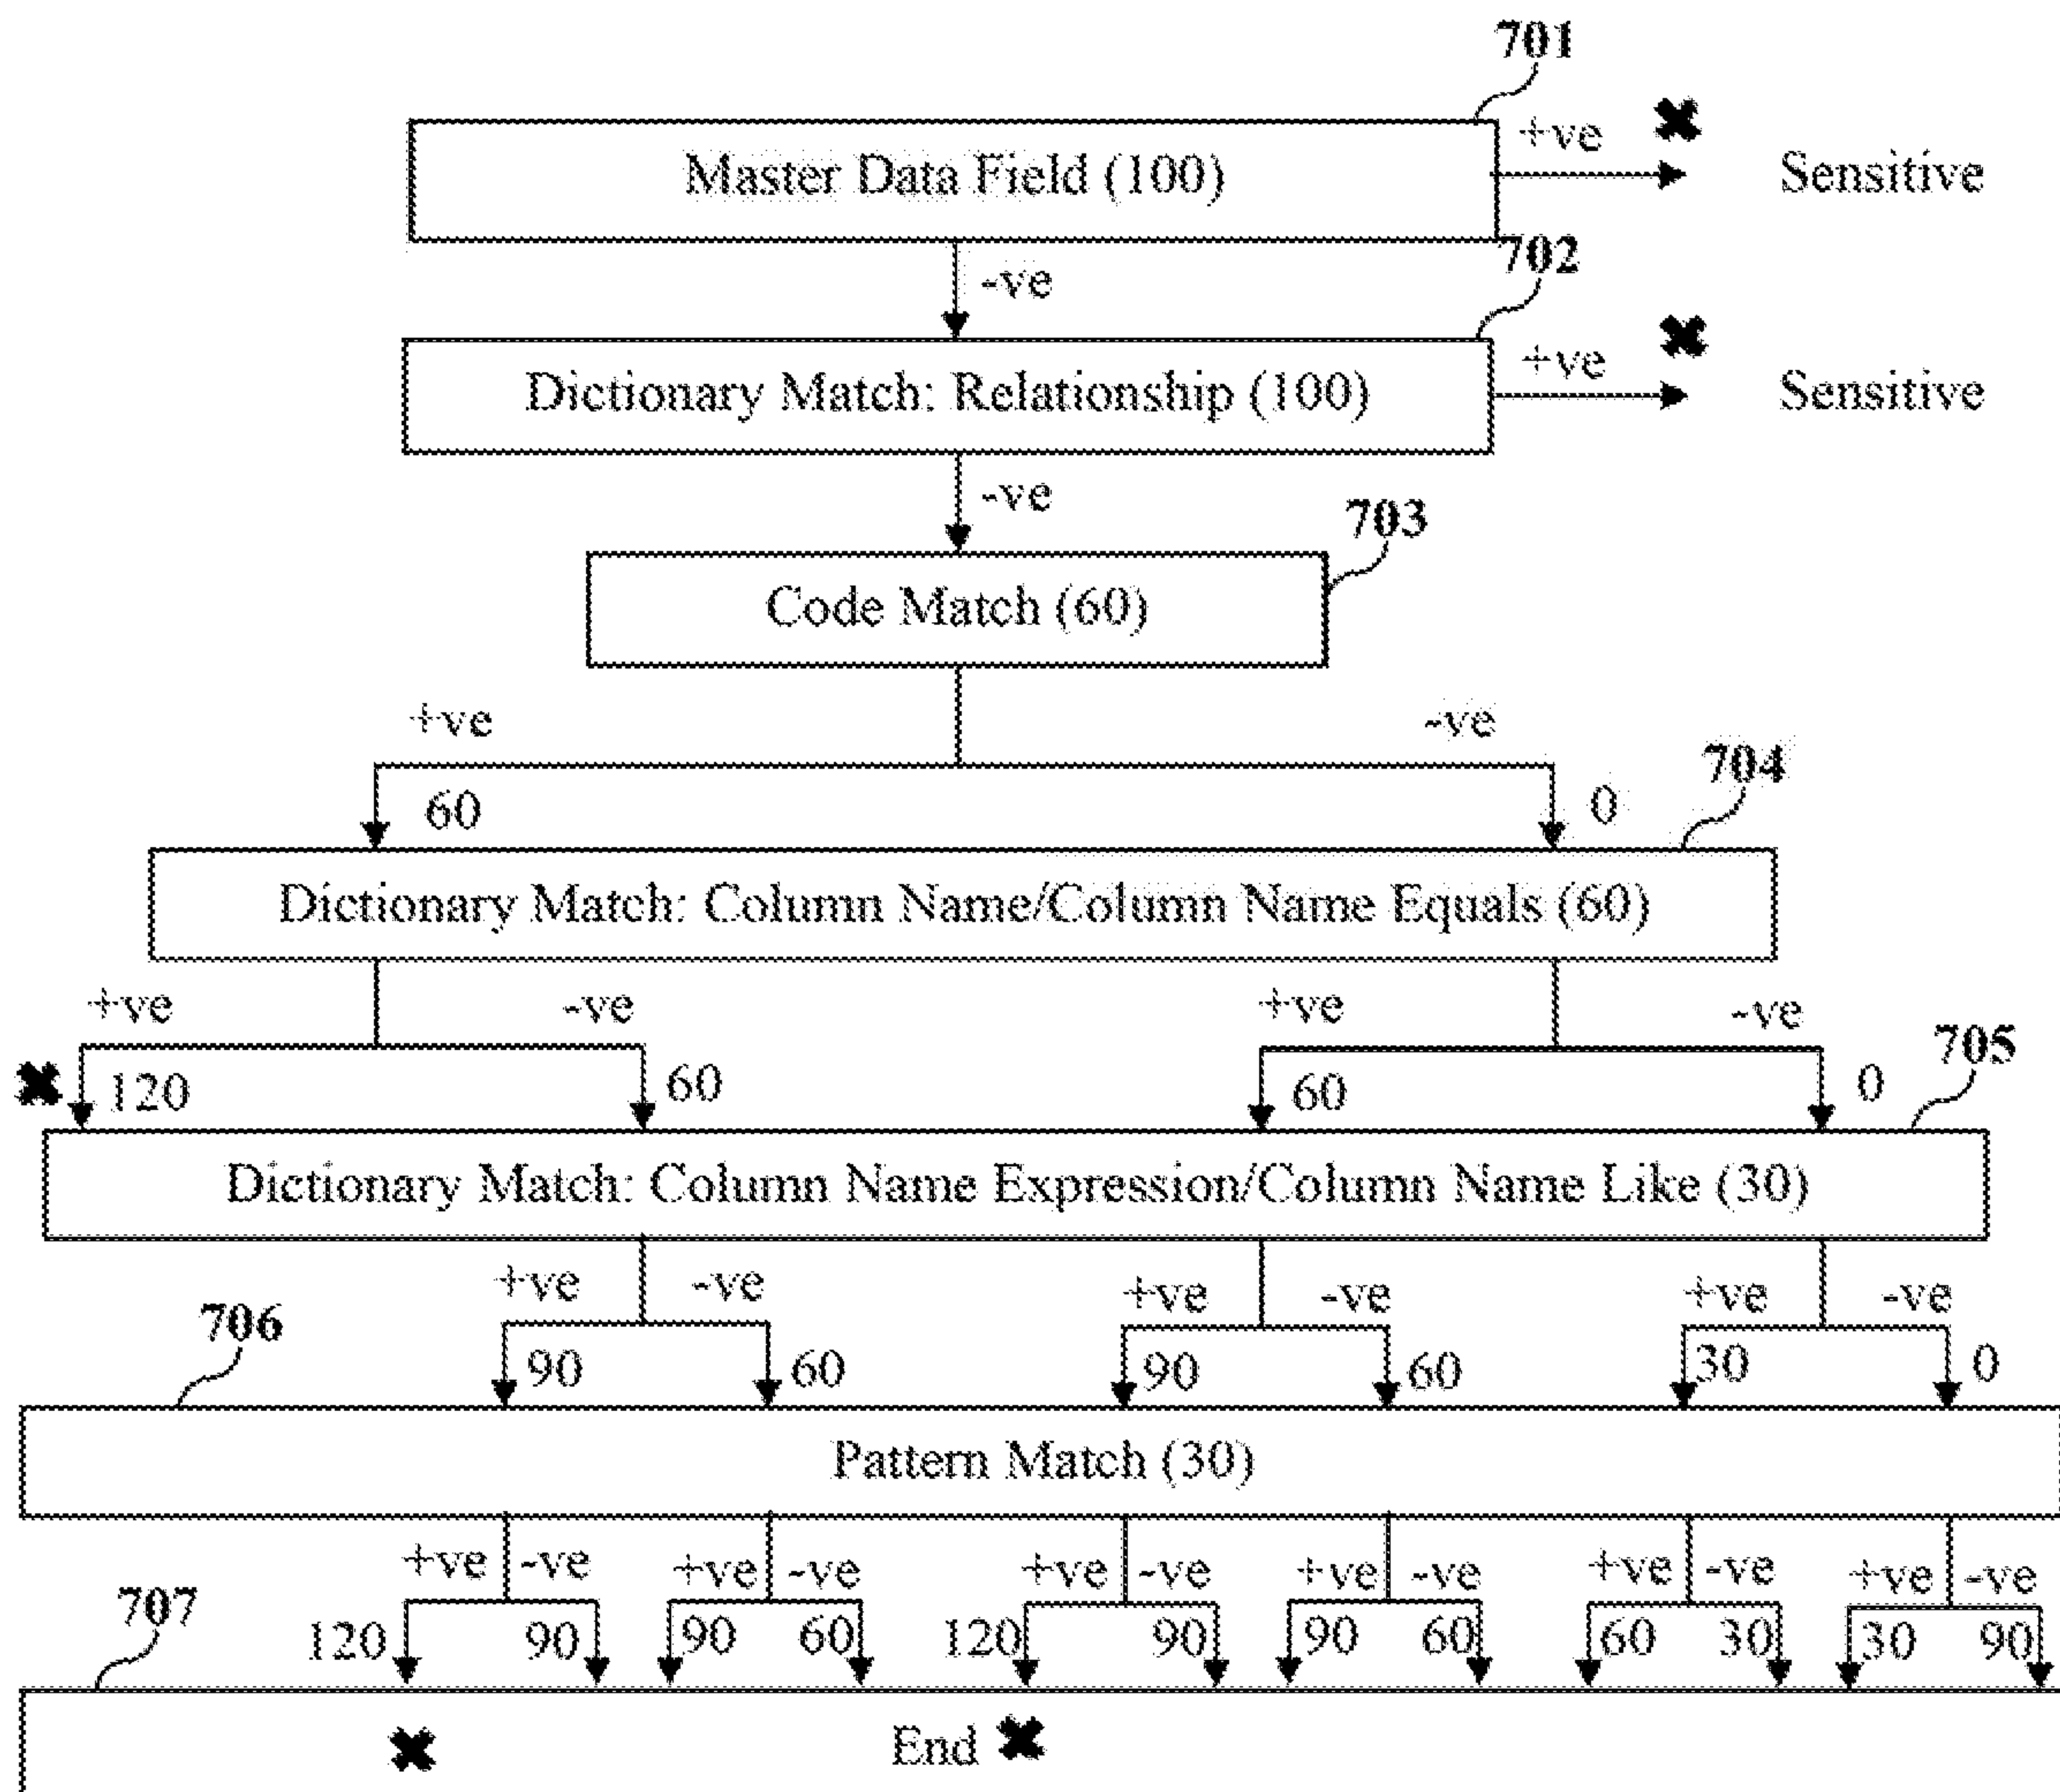 701
+ve
Master Data Field (100)
Sensitive
-ve
702
+ve
Dictionary Match: Relationship (100)
Sensitive
-ve
703
Code Match (60)
+ve -ve
704
60 0
Dictionary Match: Column Name/Column Name Equals (60)
+ve -ve +ve -ve
705
120 60 60 0
Dictionary Match: Column Name Expression/Column Name Like (30)
+ve -ve +ve -ve +ve -ve
706
90 60 90 60 30 0
Pattern Match (30)
+ve -ve +ve -ve +ve -ve +ve -ve +ve -ve +ve -ve
707
120 90 90 60 120 90 90 60 60 30 30 90
End